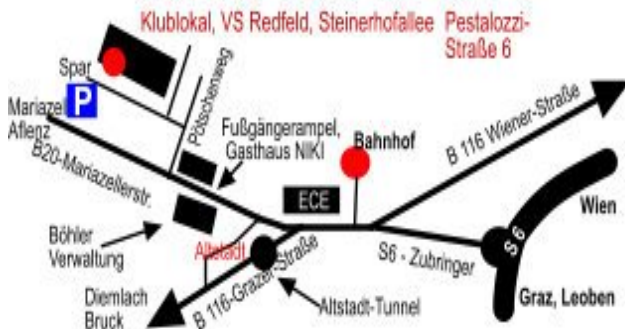 Klublokal, VS Redfeld, Steinerhofallee Pestalozzi-
Straße 6
Spar
P
Mariazell
Aflenz
Pötschenweg
Fußgängerampel,
Gasthaus NIKI
Bahnhof
B 116 Wiener-Straße
B20-Mariazellerstr.
ECE
Wien
S 6
Böhler
Verwaltung
Altstadt
S6 - Zubringer
B 116-Grazer-Straße
Diemlach
Bruck
Altstadt-Tunnel
Graz, Leoben